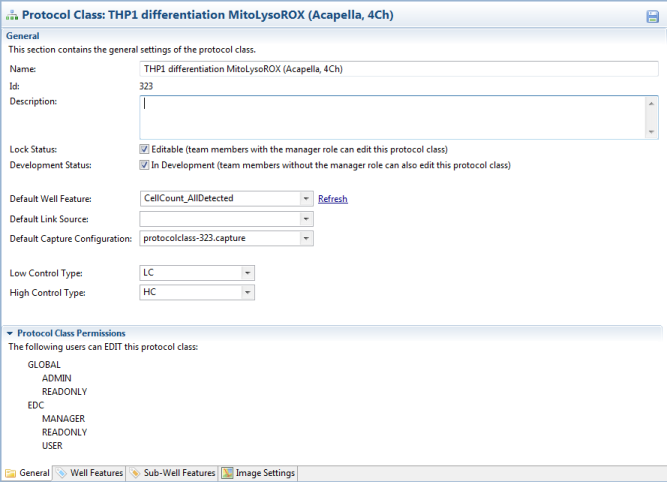 Protocol Class: THP1 differentiation MitoLysoROX (Acapella, 4Ch)
General
This section contains the general settings of the protocol class.
Name: THP1 differentiation MitoLysoROX (Acapella, 4Ch)
Id: 323
Description:
Lock Status: Editable (team members with the manager role can edit this protocol class)
Development Status: In Development (team members without the manager role can also edit this protocol class)
Default Well Feature: CellCount_AllDetected Refresh
Default Link Source:
Default Capture Configuration: protocolclass-323.capture
Low Control Type: LC
High Control Type: HC
Protocol Class Permissions
The following users can EDIT this protocol class:
GLOBAL
ADMIN
READONLY
EDC
MANAGER
READONLY
USER
General Well Features Sub-Well Features Image Settings